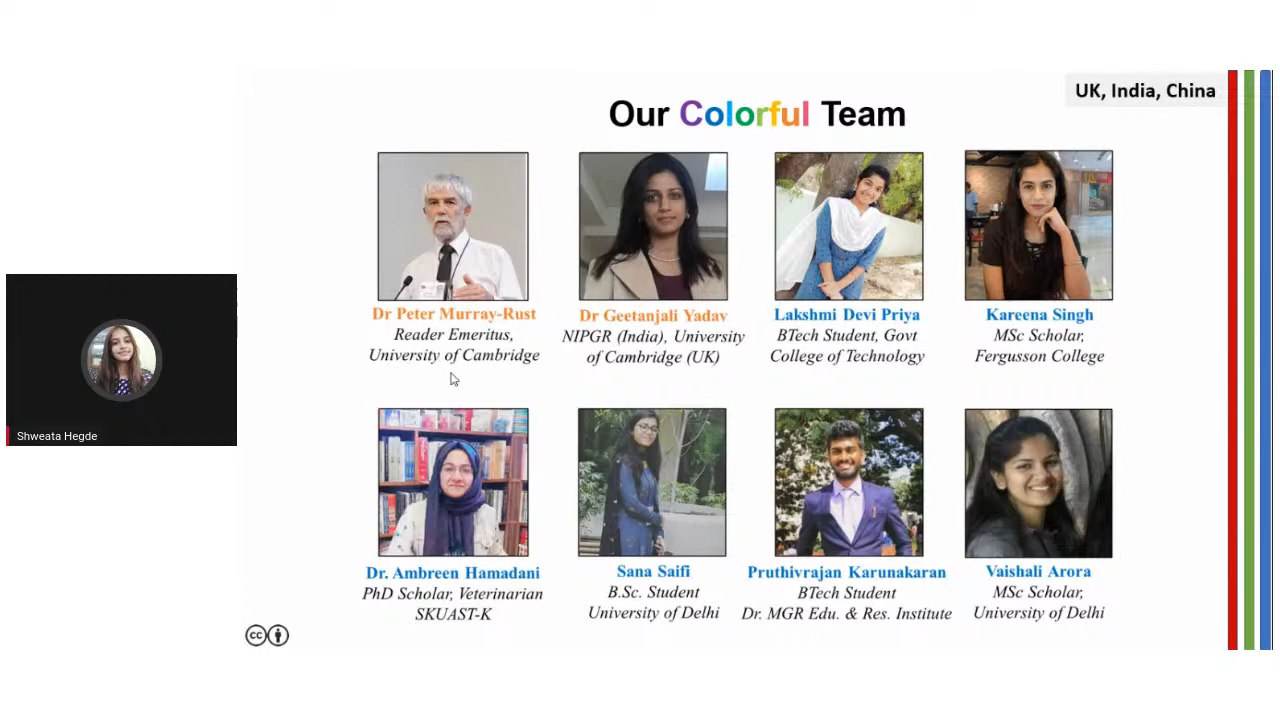 UK, India, China
Our Colorful Team
Dr Peter Murray-Rust
Reader Emeritus,
University of Cambridge
Dr Geetanjali Yadav
NIPGR (India), University
of Cambridge (UK)
Lakshmi Devi Priya
BTech Student, Govt
College of Technology
Kareena Singh
MSc Scholar,
Fergusson College
Shweata Hegde
Dr. Ambreen Hamadani
PhD Scholar, Veterinarian
SKUAST-K
Sana Saifi
B.Sc. Student
University of Delhi
Pruthivrajan Karunakaran
BTech Student
Dr. MGR Edu. & Res. Institute
Vaishali Arora
MSc Scholar,
University of Delhi
cc